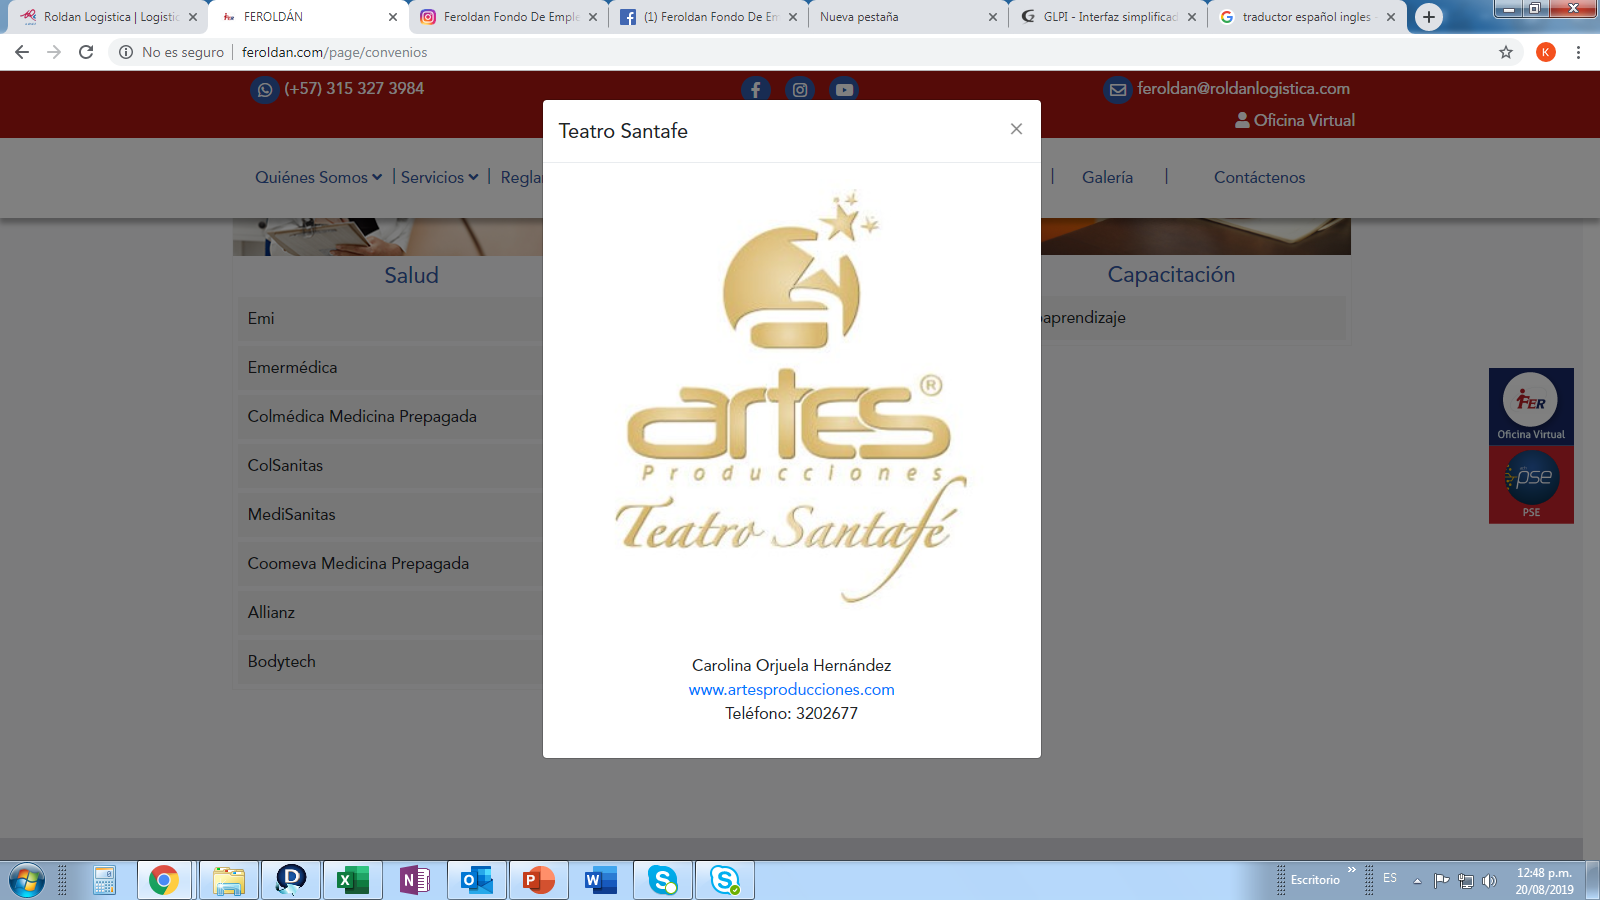 Roldan Logistica | Logistic
FEROLDÁN
Feroldan Fondo De Emple
(1) Feroldan Fondo De Em
Nueva pestaña
GLPI - Interfaz simplificad
traductor español ingles -
No es seguro
feroldan.com/page/convenios
K
(+57) 315 327 3984
feroldan@roldanlogistica.com
Oficina Virtual
Quiénes Somos
Servicios
Reglar
Galería
Contáctenos
Teatro Santafe
artes®
Producciones
Teatro Santafé
Carolina Orjuela Hernández
www.artesproducciones.com
Teléfono: 3202677
Salud
Emi
Emermédica
Colmédica Medicina Prepagada
ColSanitas
MediSanitas
Coomeva Medicina Prepagada
Allianz
Bodytech
Capacitación
aprendizaje
FER
Oficina Virtual
pse
PSE
Escritorio
ES
12:48 p.m.
20/08/2019